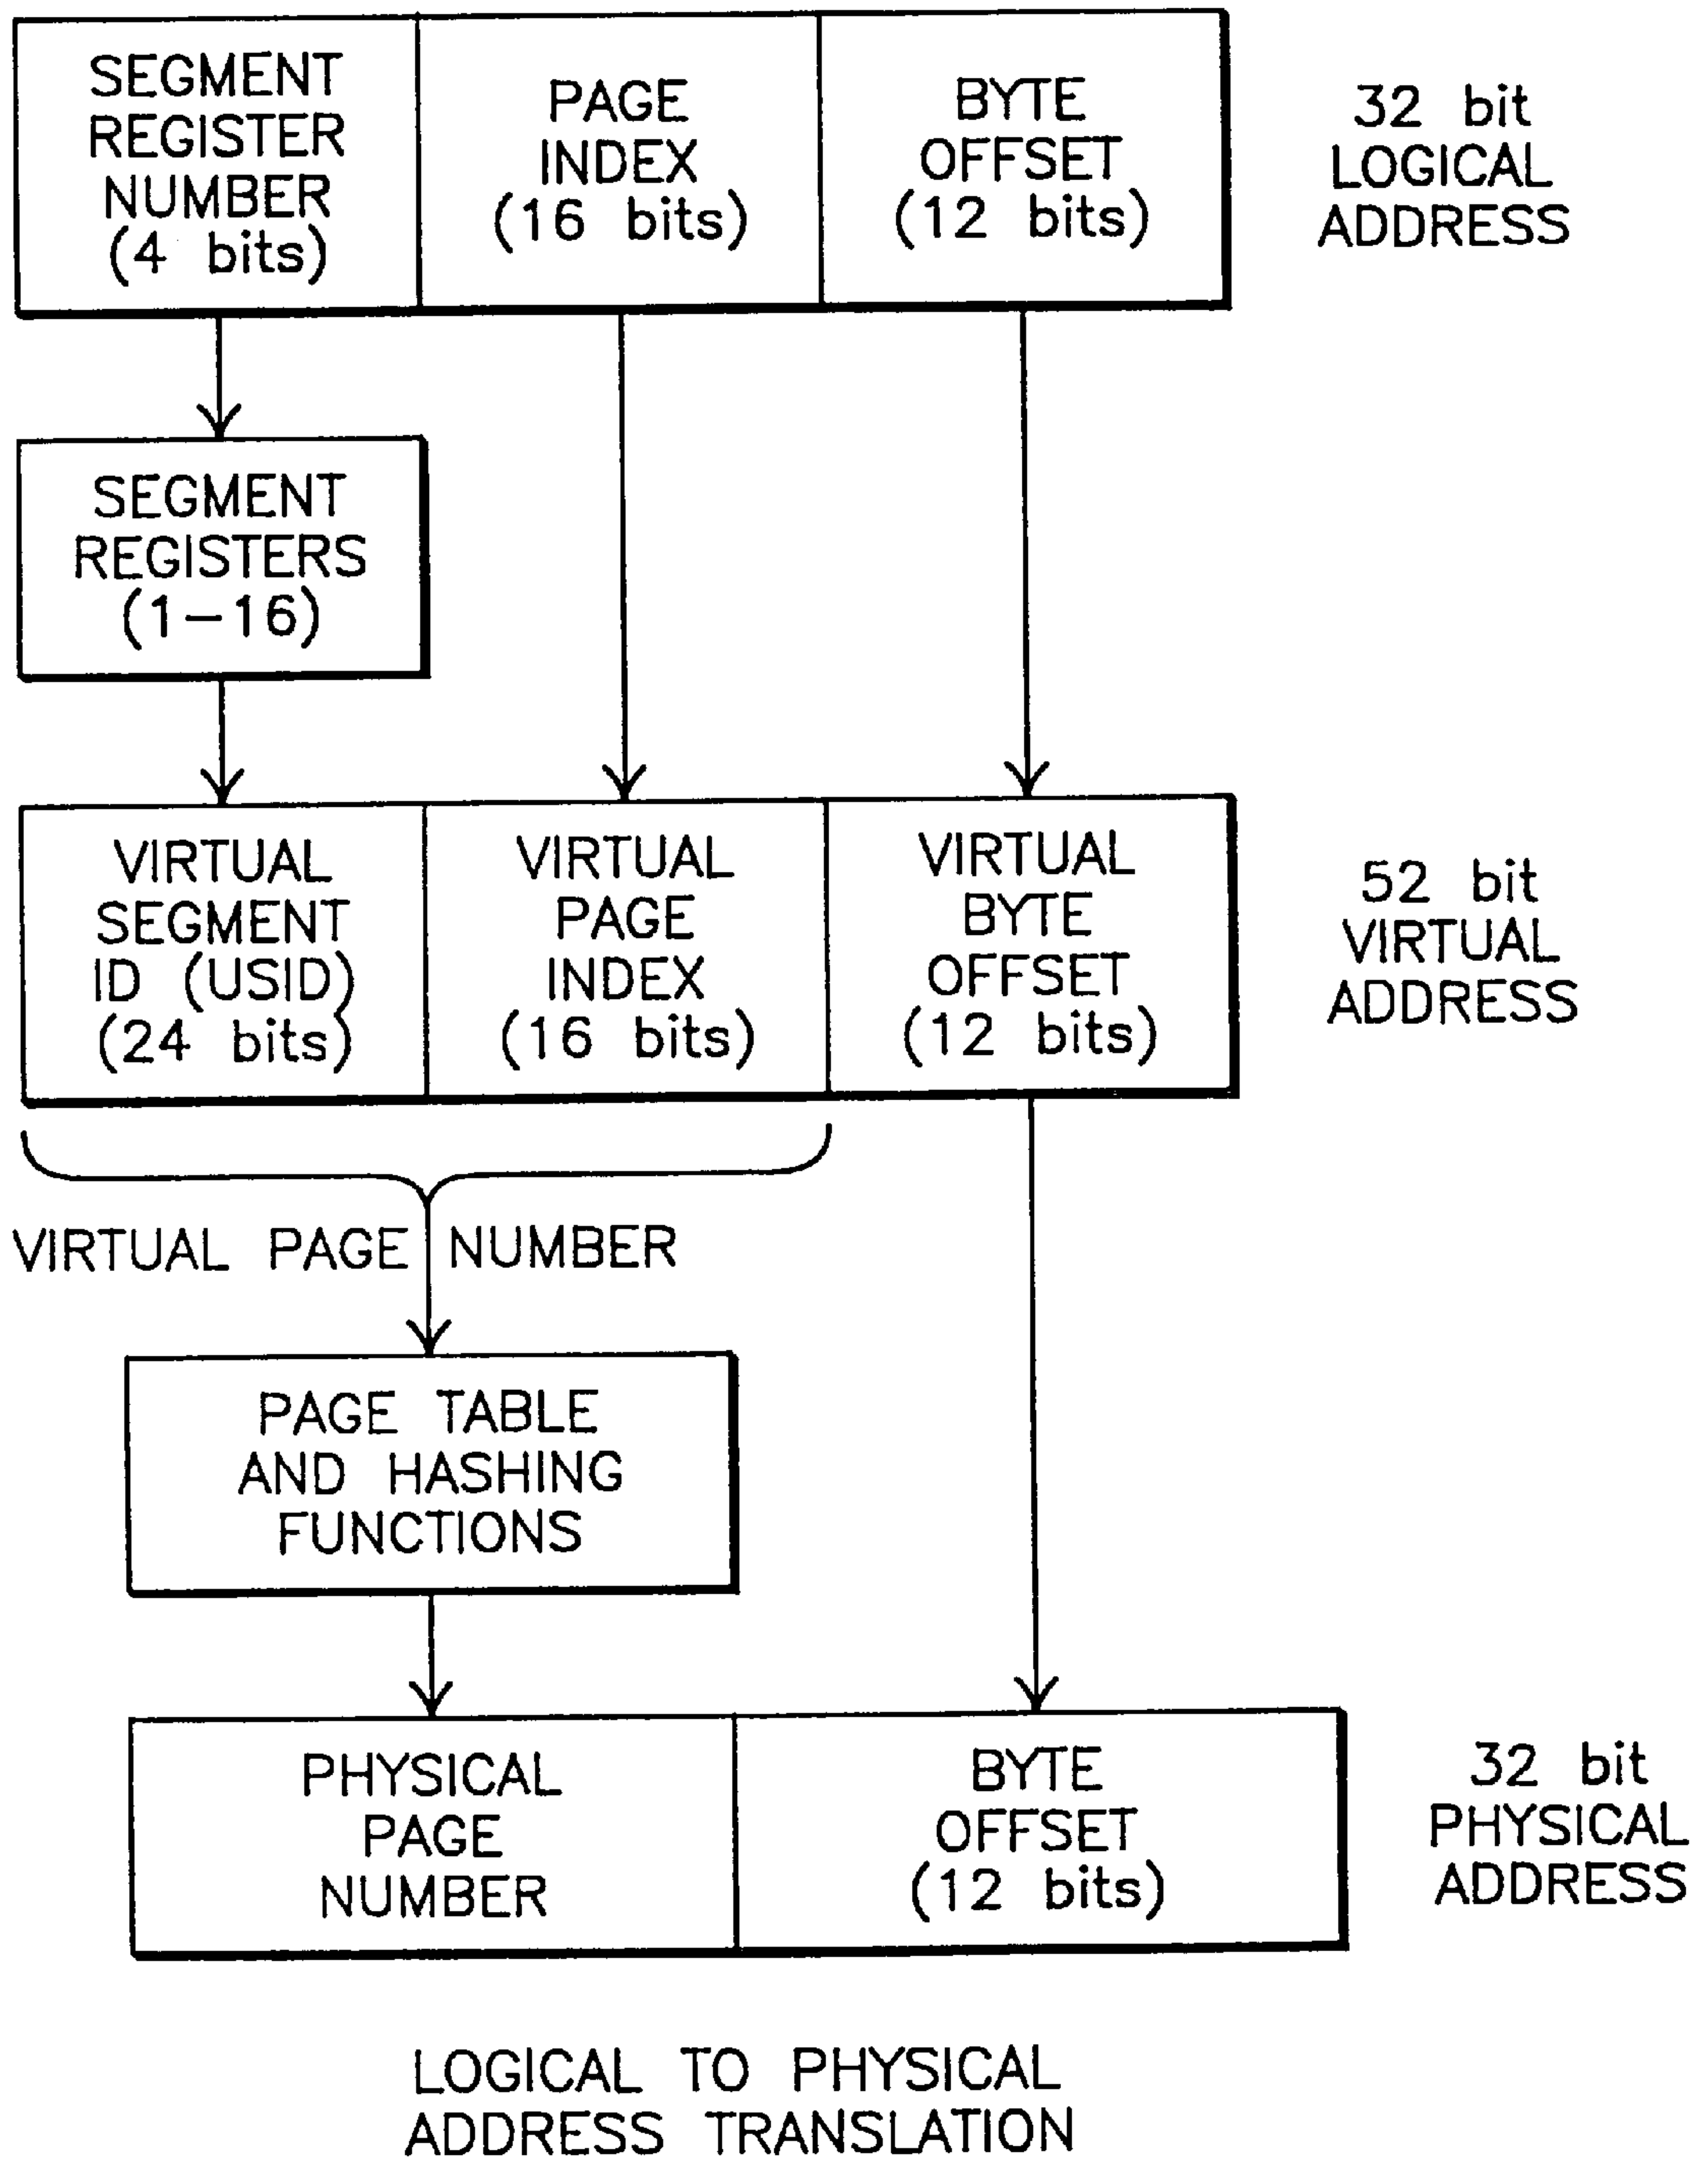 SEGMENT
REGISTER
NUMBER
(4 bits)
PAGE
INDEX
(16 bits)
BYTE
OFFSET
(12 bits)
32 bit
LOGICAL
ADDRESS
SEGMENT
REGISTERS
(1-16)
VIRTUAL
SEGMENT
ID (USID)
(24 bits)
VIRTUAL
PAGE
INDEX
(16 bits)
VIRTUAL
BYTE
OFFSET
(12 bits)
52 bit
VIRTUAL
ADDRESS
VIRTUAL PAGE NUMBER
PAGE TABLE
AND HASHING
FUNCTIONS
PHYSICAL
PAGE
NUMBER
BYTE
OFFSET
(12 bits)
32 bit
PHYSICAL
ADDRESS
LOGICAL TO PHYSICAL
ADDRESS TRANSLATION